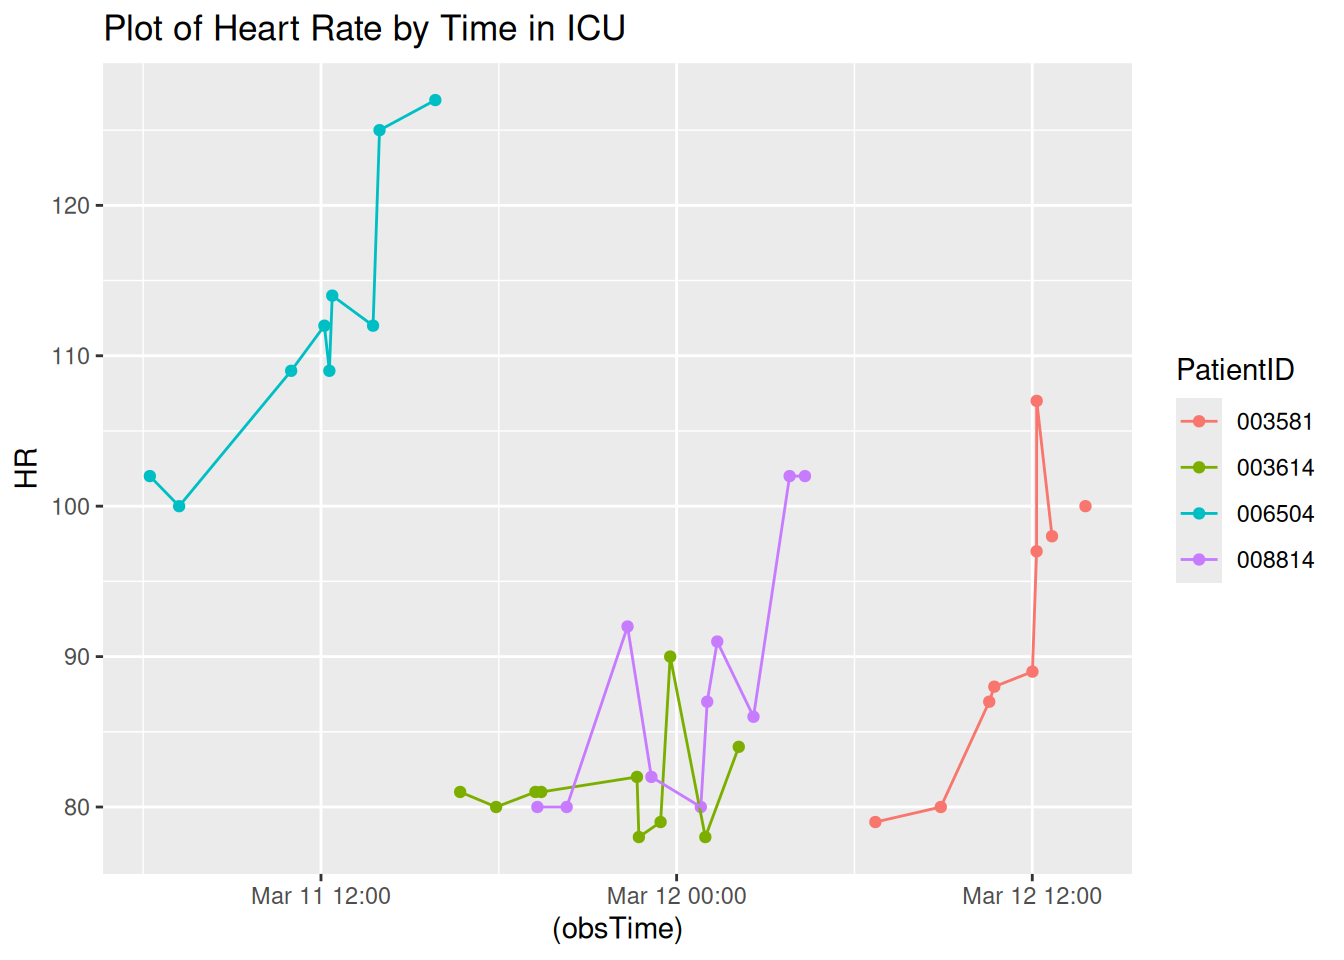 Plot of Heart Rate by Time in ICU
HR
120
110
100
90
80
Mar 11 12:00
Mar 12 00:00
Mar 12 12:00
(obsTime)
PatientID
003581
003614
006504
008814